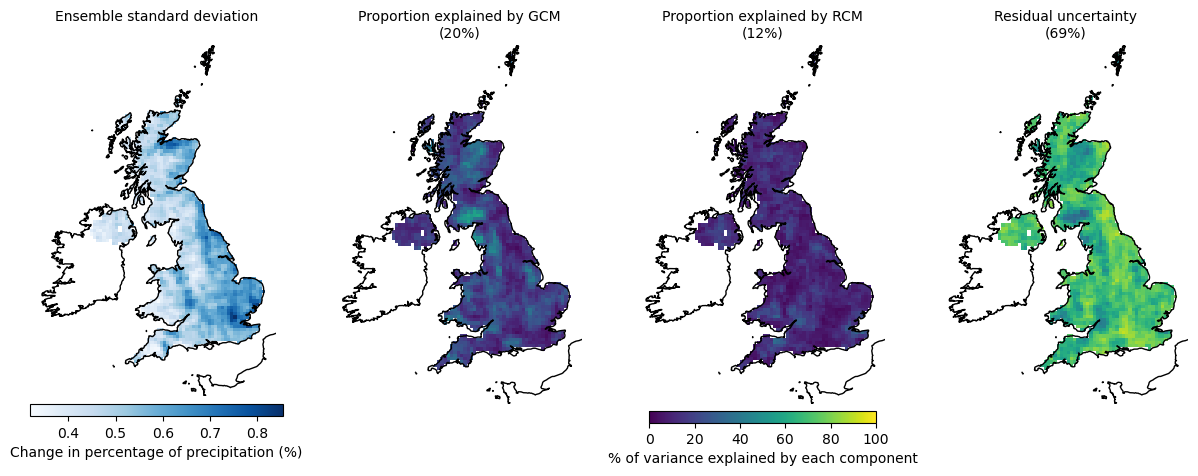 Ensemble standard deviation
Proportion explained by GCM
(20%)
Proportion explained by RCM
(12%)
Residual uncertainty
(69%)
0.4 0.5 0.6 0.7 0.8
Change in percentage of precipitation (%)
0 20 40 60 80 100
% of variance explained by each component